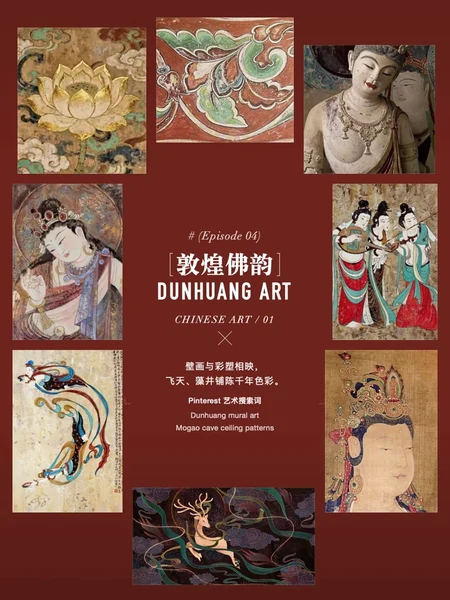 # (Episode 04)
[敦煌佛韵]
DUNHUANG ART
CHINESE ART / 01
壁画与彩塑相映，
飞天、藻井铺陈千年色彩。
Pinterest 艺术搜索词
Dunhuang mural art
Mogao cave ceiling patterns